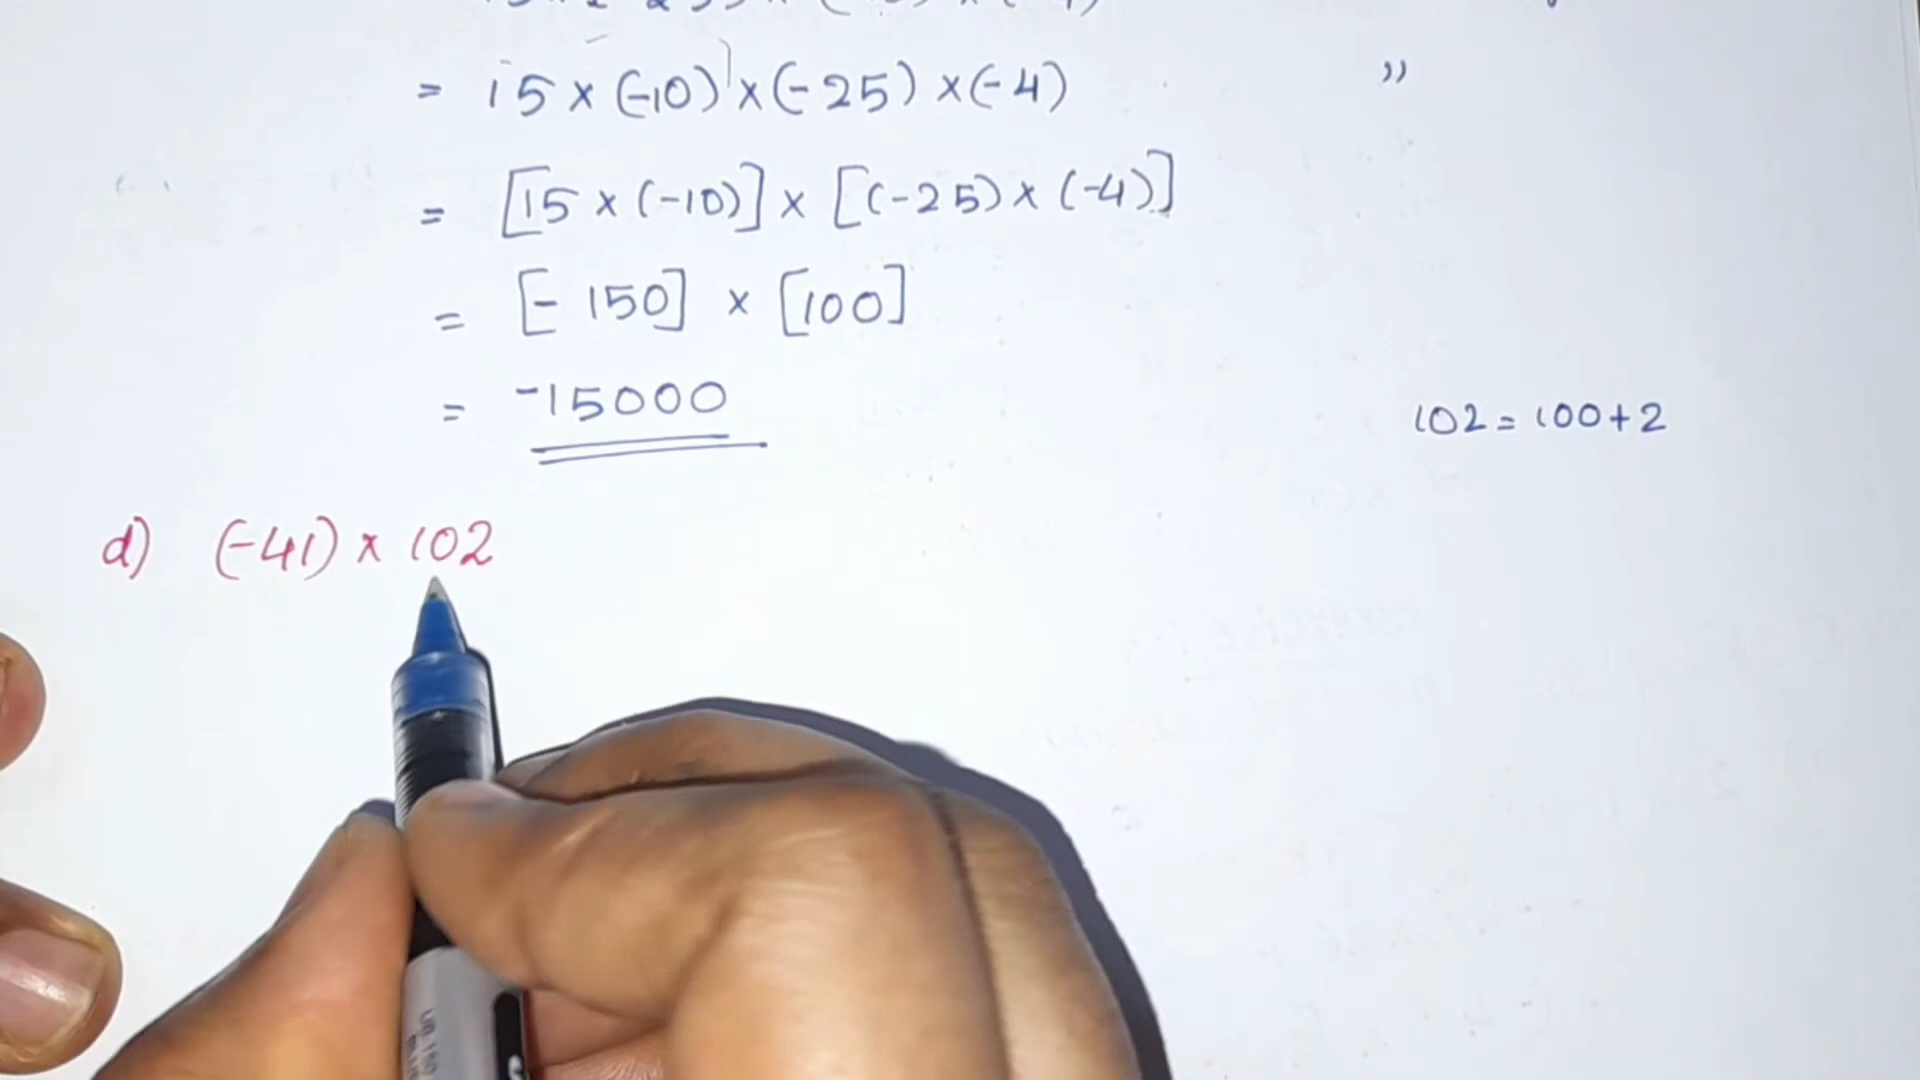 = 15 × (-10) × (-25) × (-4) ”
= [15 × (-10)] × [(-25) × (-4)]
= [- 150] × [100]
= -15000
102 = 100+2
d) (-41) × 102